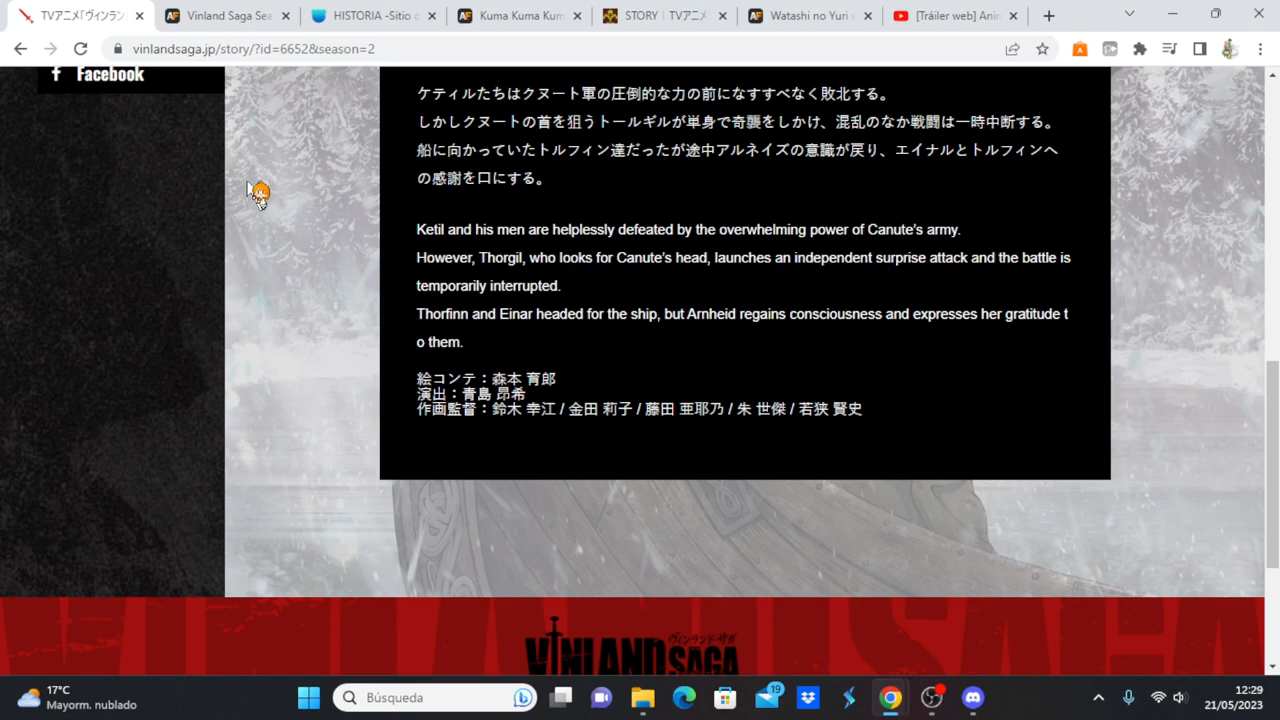 TVアニメ「ヴィンラン
Vinland Saga Sea
HISTORIA -Sitio o
Kuma Kuma Kum
STORY｜TVアニメ
Watashi no Yuri
[Tráiler web] Anin
vinlandsaga.jp/story/?id=6652&season=2
Facebook
ケティルたちはクヌート軍の圧倒的な力の前になすすべなく敗北する。
しかしクヌートの首を狙うトールギルが単身で奇襲をしかけ、混乱のなか戦闘は一時中断する。
船に向かっていたトルフィン達だったが途中アルネイズの意識が戻り、エイナルとトルフィンへ
の感謝を口にする。
Ketil and his men are helplessly defeated by the overwhelming power of Canute's army.
However, Thorgil, who looks for Canute's head, launches an independent surprise attack and the battle is
temporarily interrupted.
Thorfinn and Einar headed for the ship, but Arnheid regains consciousness and expresses her gratitude t
o them.
絵コンテ：森本 育郎
演出：青島 昂希
作画監督：鈴木 幸江 / 金田 莉子 / 藤田 亜耶乃 / 朱 世傑 / 若狭 賢史
VINLAND SAGA
ヴィンランド・サガ
VINLAND SAGA
17°C
Mayorm. nublado
Búsqueda
19
12:29
21/05/2023